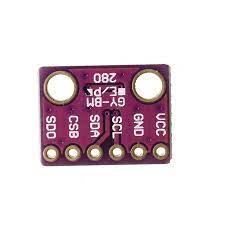 280
E/P
GY-BM
VCC
GND
SCL
SDA
CSB
SDO